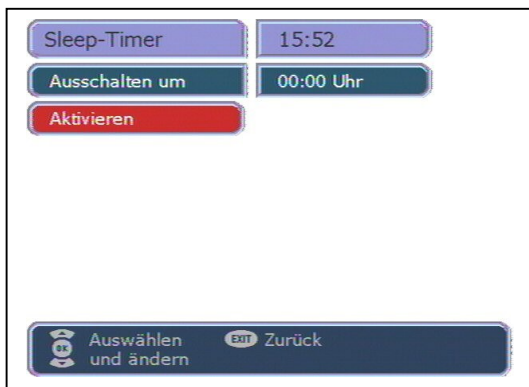 Sleep-Timer 15:52
Ausschalten um 00:00 Uhr
Aktivieren
OK Auswählen EXIT Zurück
und ändern